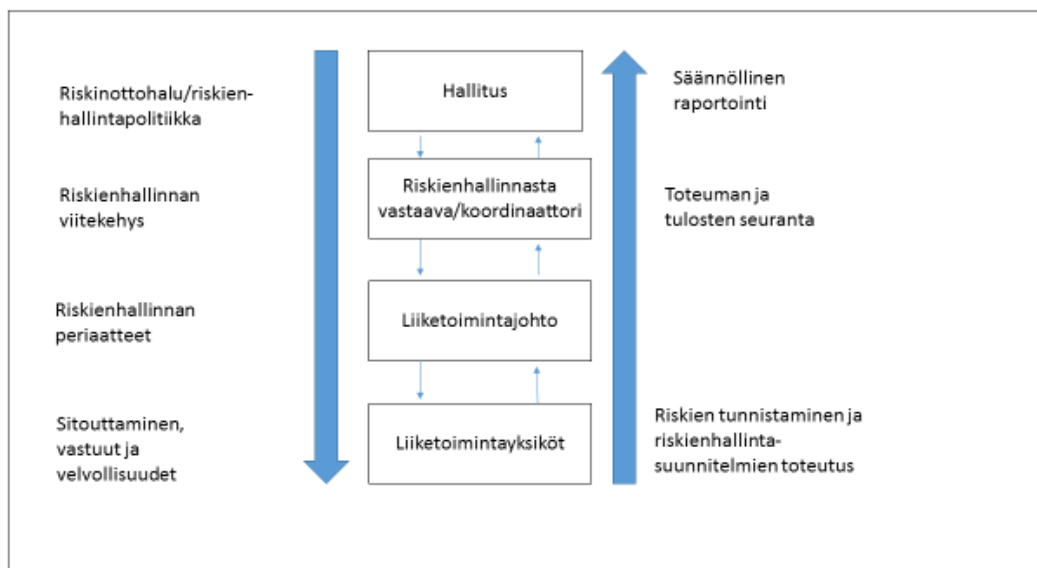 Riskinottohalu/riskien-
hallintapolitiikka
Hallitus
Säännöllinen
raportointi
Riskienhallinnan
viitekehys
Riskienhallinnasta
vastaava/koordinaattori
Toteuman ja
tulosten seuranta
Riskienhallinnan
periaatteet
Liiketoimintajohto
Sitouttaminen,
vastuut ja
velvollisuudet
Liiketoimintayksiköt
Riskien tunnistaminen ja
riskienhallinta-
suunnitelmien toteutus